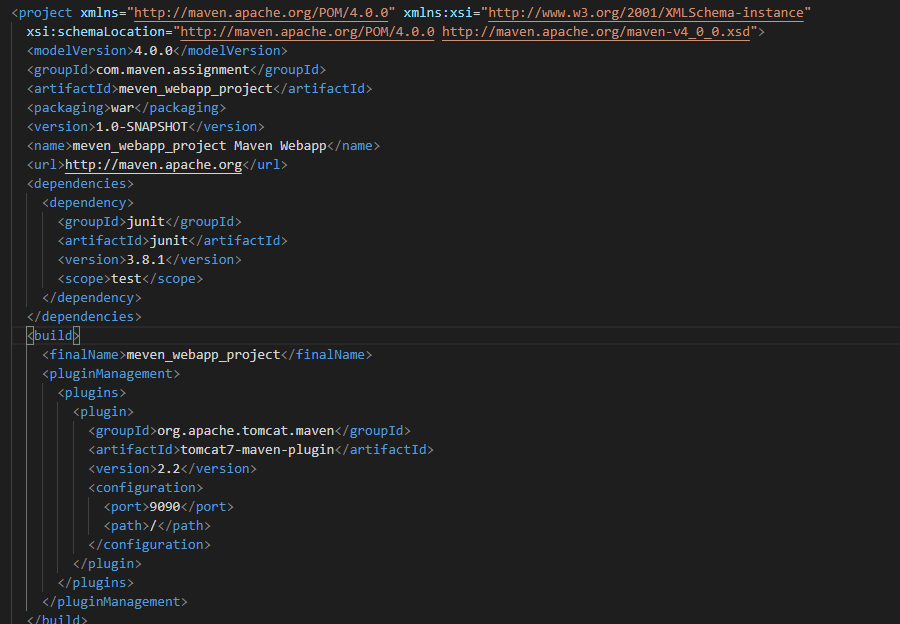 <project xmlns="http://maven.apache.org/POM/4.0.0" xmlns:xsi="http://www.w3.org/2001/XMLSchema-instance"
xsi:schemaLocation="http://maven.apache.org/POM/4.0.0 http://maven.apache.org/maven-v4_0_0.xsd">
<modelVersion>4.0.0</modelVersion>
<groupId>com.maven.assignment</groupId>
<artifactId>meven_webapp_project</artifactId>
<packaging>war</packaging>
<version>1.0-SNAPSHOT</version>
<name>meven_webapp_project Maven Webapp</name>
<url>http://maven.apache.org</url>
<dependencies>
<dependency>
<groupId>junit</groupId>
<artifactId>junit</artifactId>
<version>3.8.1</version>
<scope>test</scope>
</dependency>
</dependencies>
<build>
<finalName>meven_webapp_project</finalName>
<pluginManagement>
<plugins>
<plugin>
<groupId>org.apache.tomcat.maven</groupId>
<artifactId>tomcat7-maven-plugin</artifactId>
<version>2.2</version>
<configuration>
<port>9090</port>
<path>/</path>
</configuration>
</plugin>
</plugins>
</pluginManagement>
</build>